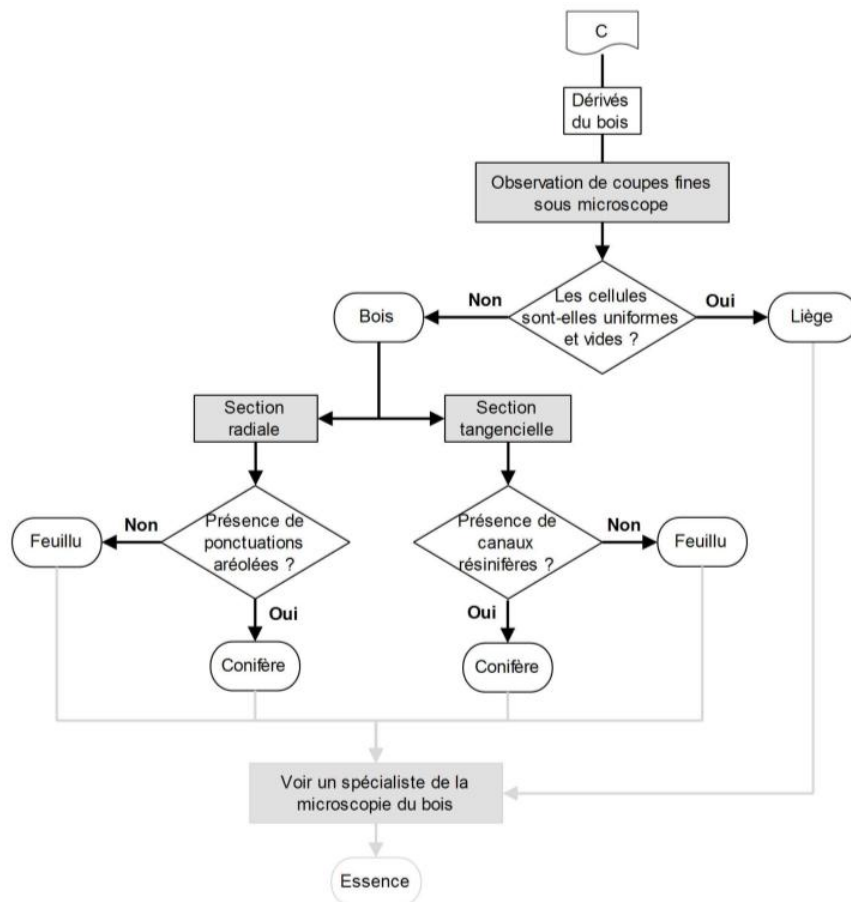 C
Dérivés
du bois
Observation de coupes fines
sous microscope
Les cellules
sont-elles uniformes
et vides ?
Non
Oui
Bois
Liège
Section
radiale
Section
tangencielle
Présence de
ponctuations
aréolées ?
Non
Feuillu
Oui
Conifère
Présence de
canaux
résinifères ?
Non
Feuillu
Oui
Conifère
Voir un spécialiste de la
microscopie du bois
Essence